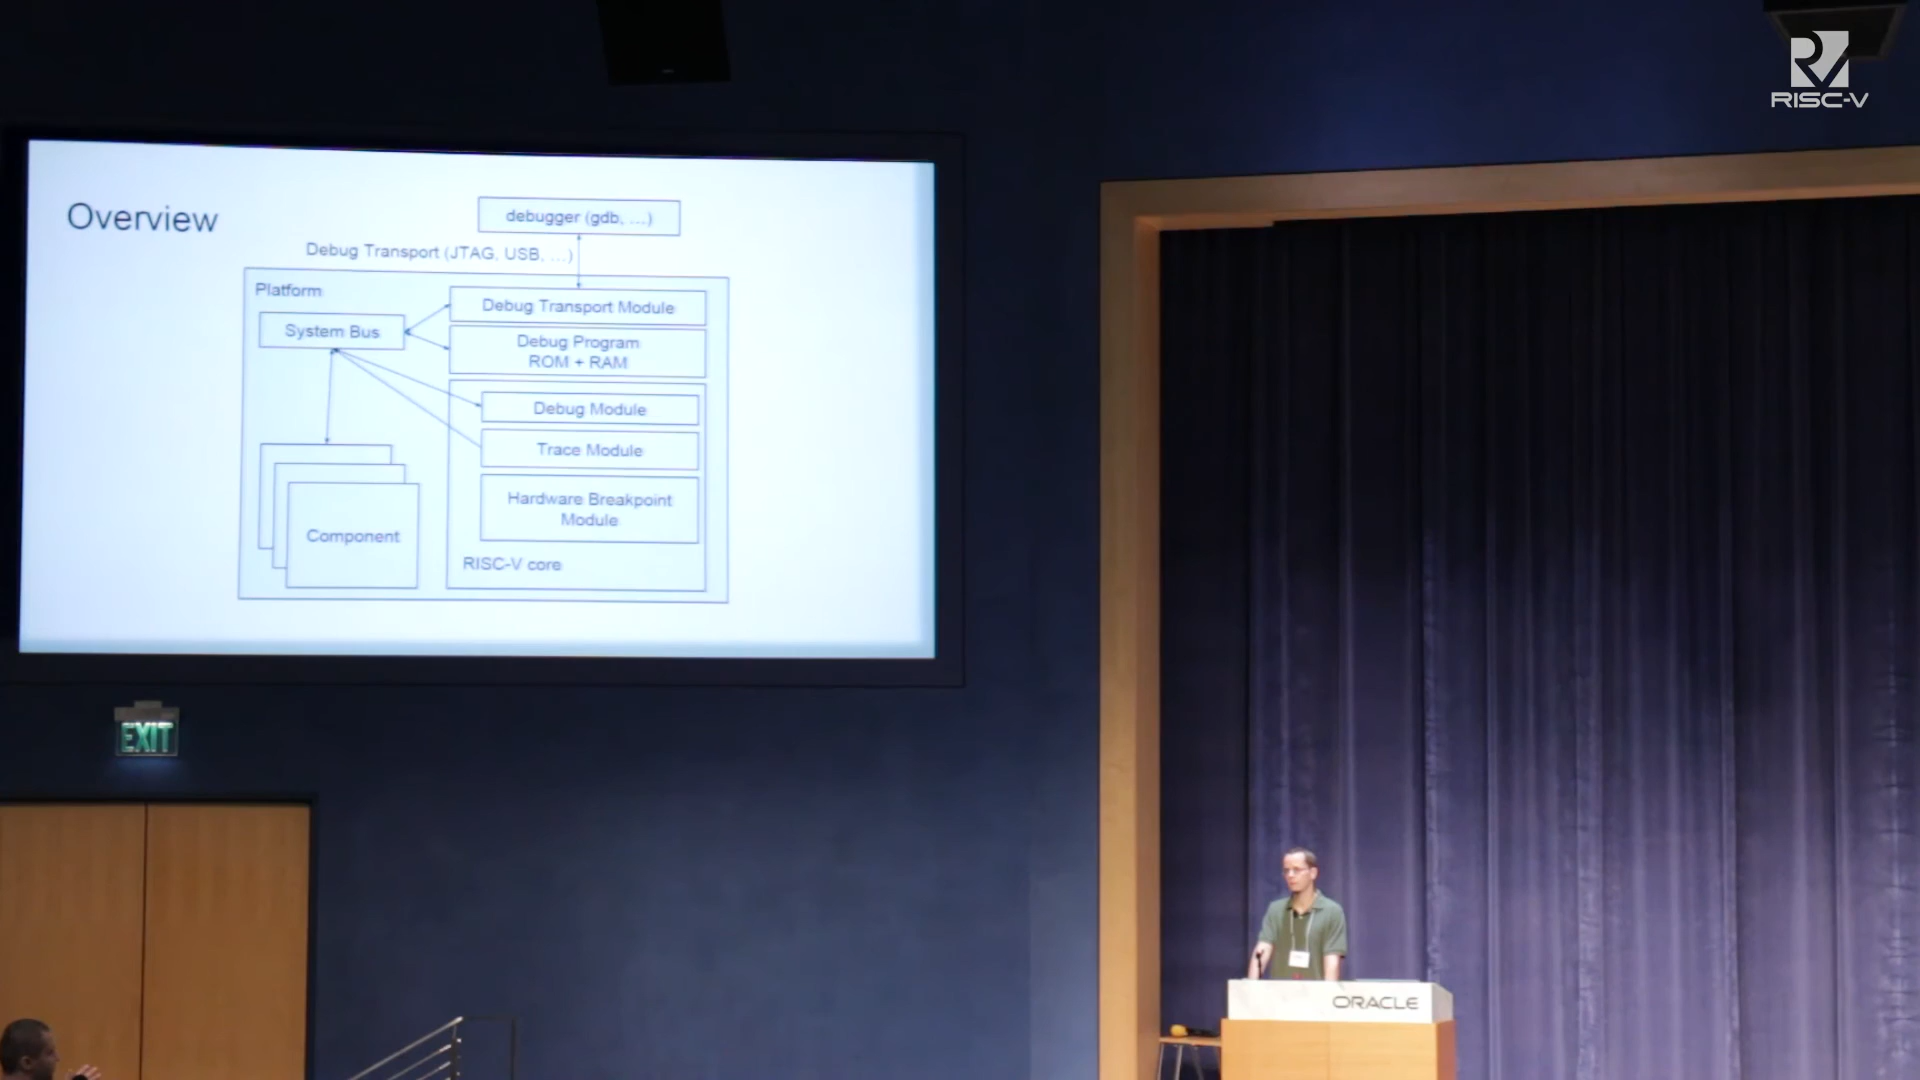 RISC-V
Overview
debugger (gdb, ...)
Debug Transport (JTAG, USB, ...)
Platform
Debug Transport Module
System Bus
Debug Program
ROM + RAM
Debug Module
Trace Module
Hardware Breakpoint
Module
Component
RISC-V core
EXIT
ORACLE